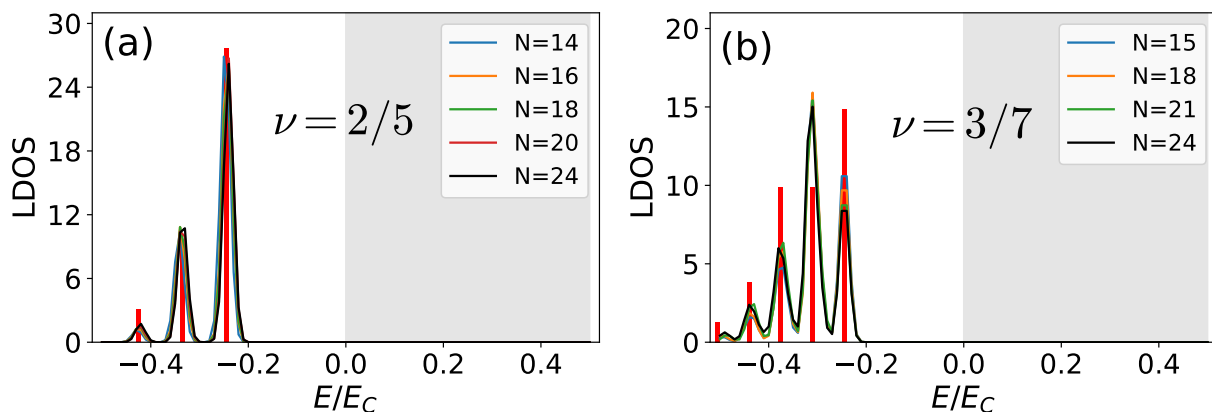 (a)
ν = 2/5
N=14
N=16
N=18
N=20
N=24
LDOS
30
24
18
12
6
0
−0.4 −0.2 0.0 0.2 0.4
E/E_C
(b)
ν = 3/7
N=15
N=18
N=21
N=24
LDOS
20
15
10
5
0
−0.4 −0.2 0.0 0.2 0.4
E/E_C